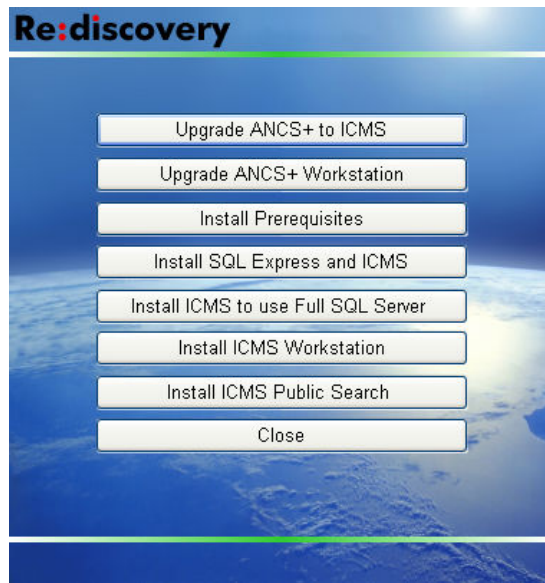 Re:discovery
Upgrade ANCS+ to ICMS
Upgrade ANCS+ Workstation
Install Prerequisites
Install SQL Express and ICMS
Install ICMS to use Full SQL Server
Install ICMS Workstation
Install ICMS Public Search
Close